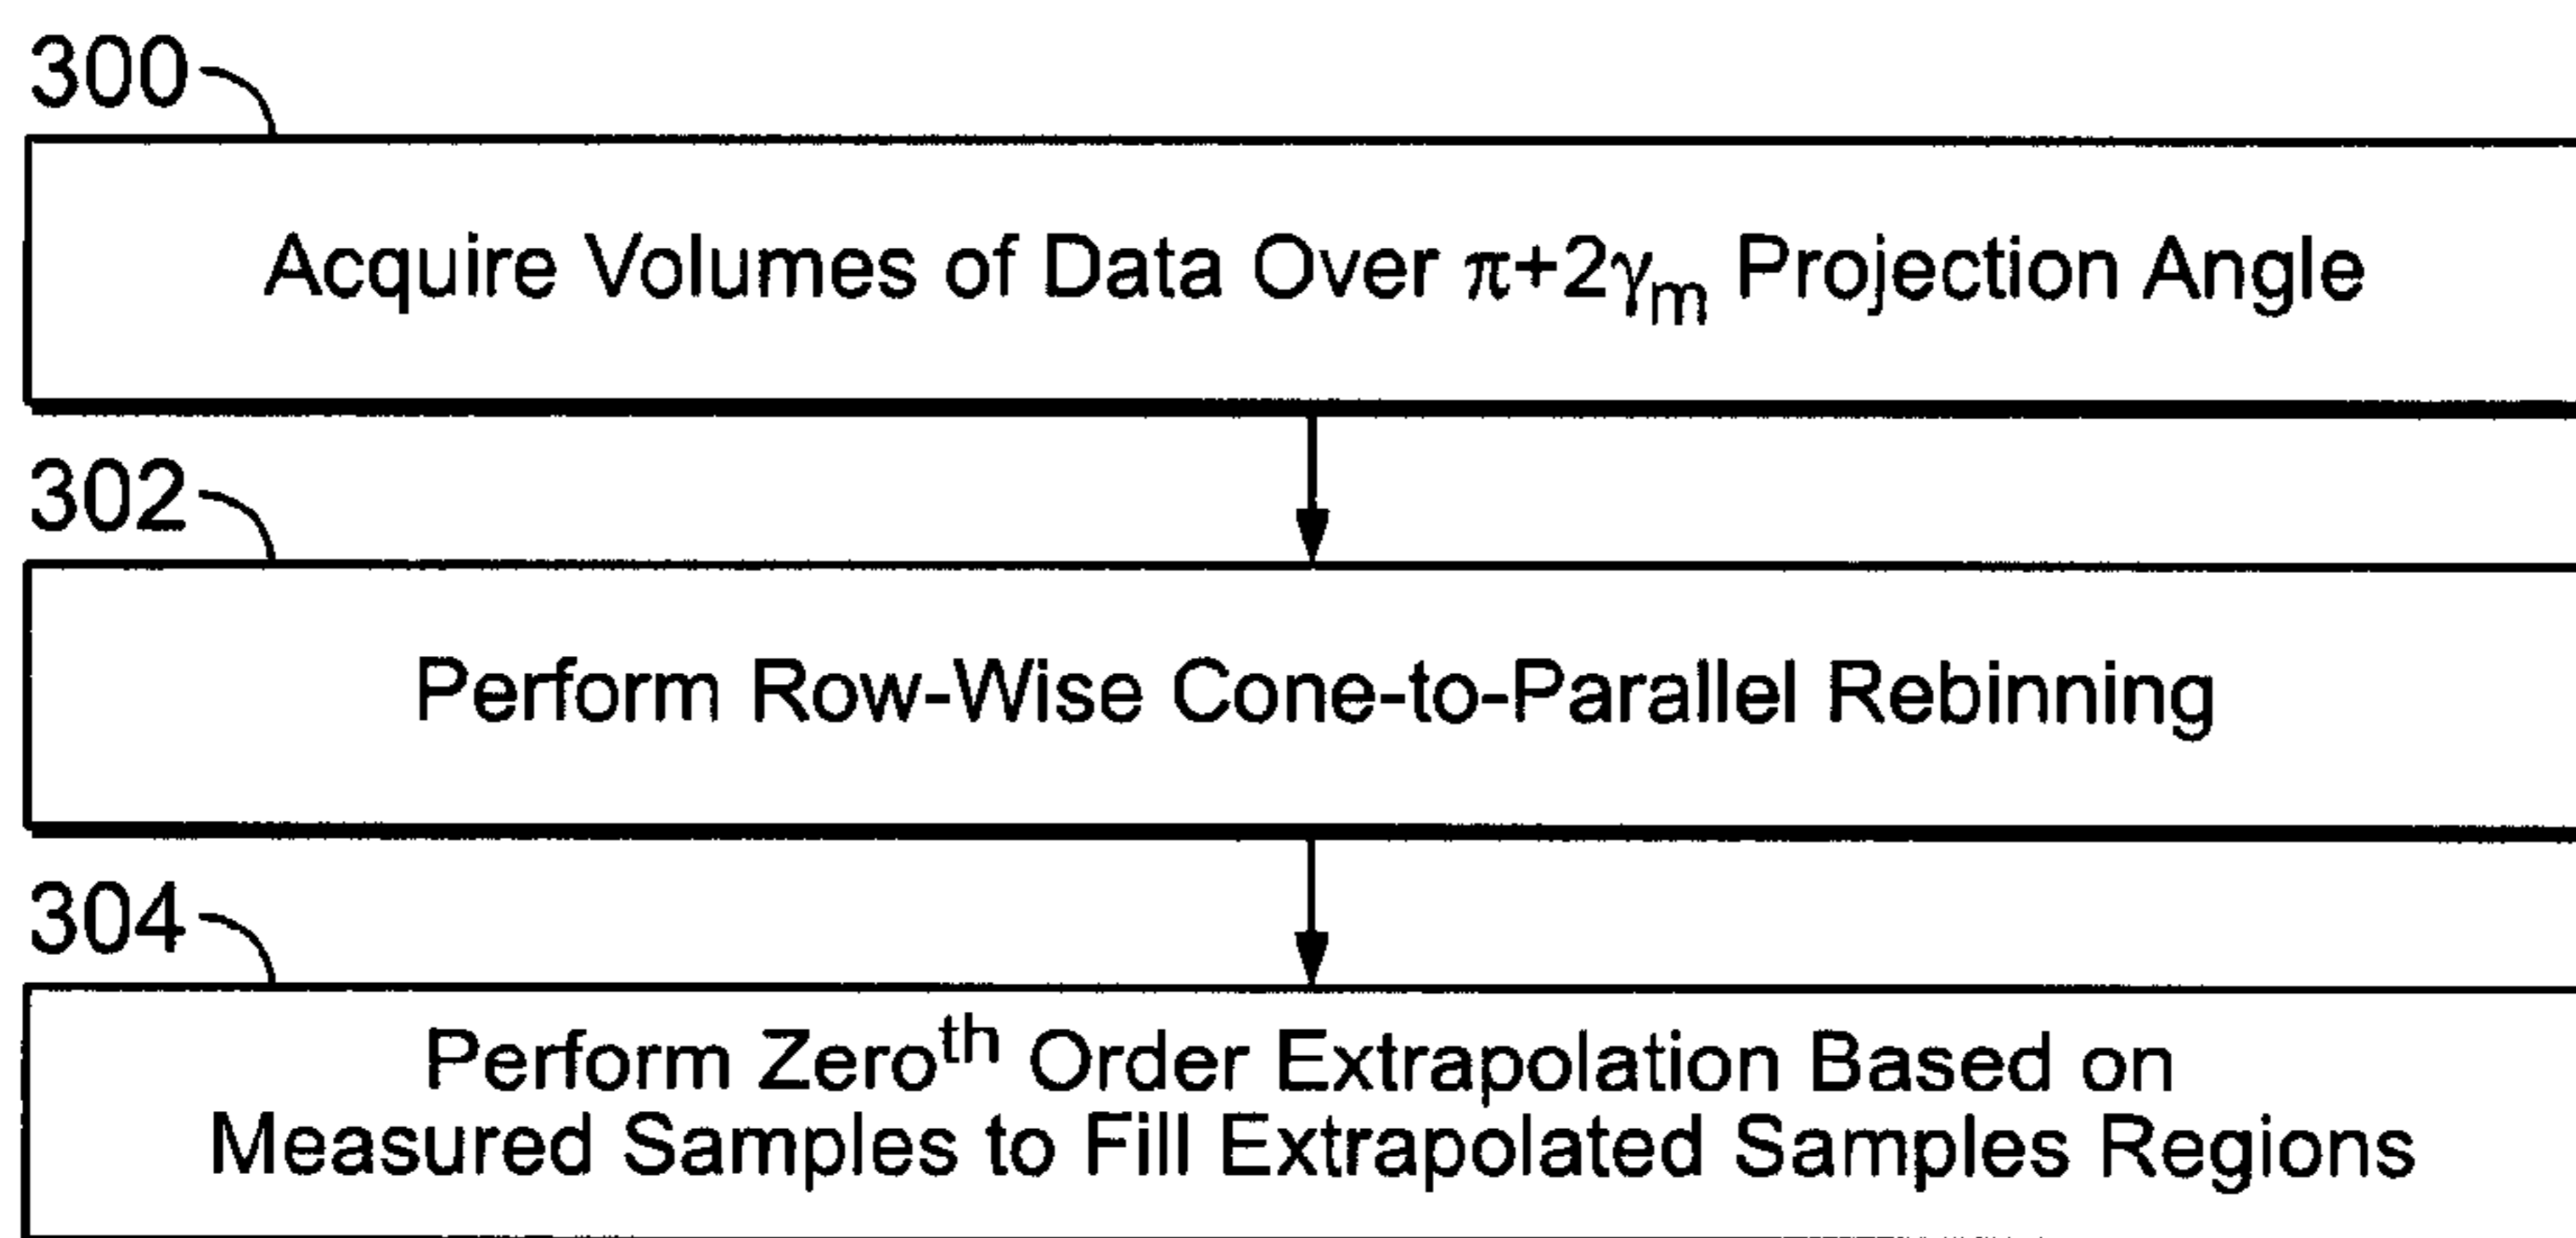 300
Acquire Volumes of Data Over π+2γₘ Projection Angle
302
Perform Row-Wise Cone-to-Parallel Rebinning
304
Perform Zeroᵗʰ Order Extrapolation Based on
Measured Samples to Fill Extrapolated Samples Regions